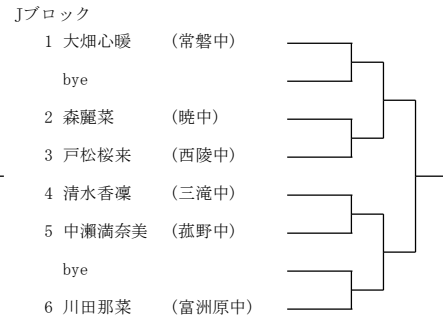 Jブロック
1 大畑心暖 （常磐中）
bye
2 森麗菜 （暁中）
3 戸松桜来 （西陵中）
4 清水香凜 （三滝中）
5 中瀬満奈美 （菰野中）
bye
6 川田那菜 （富洲原中）